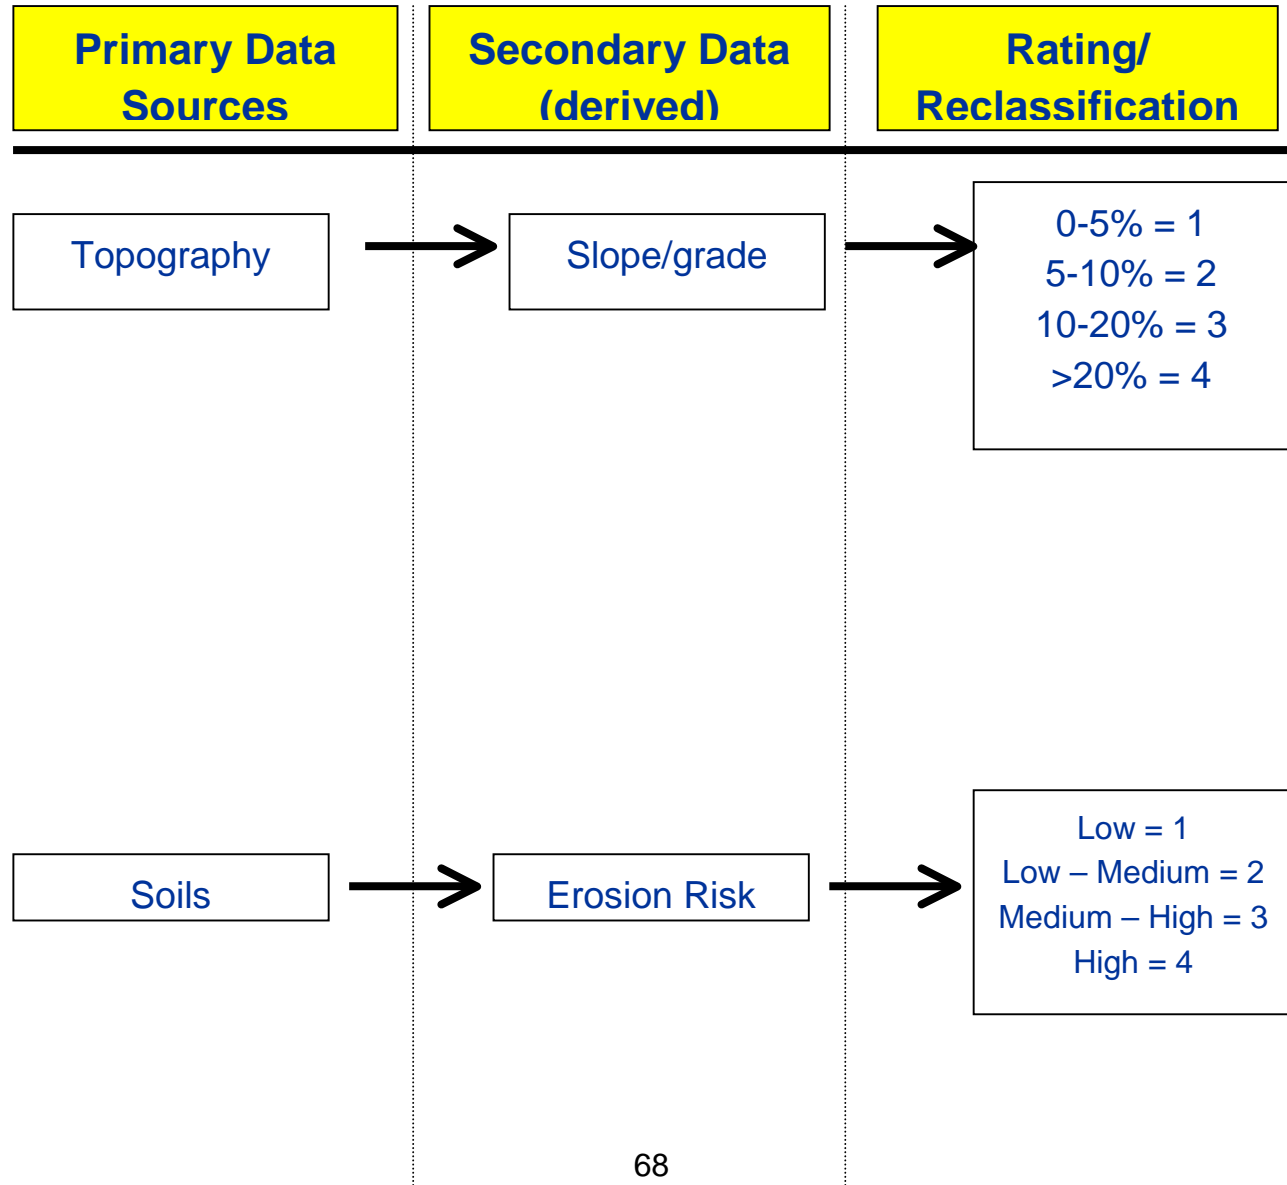 Primary Data
Sources
Secondary Data
(derived)
Rating/
Reclassification
Topography
Slope/grade
0-5% = 1
5-10% = 2
10-20% = 3
>20% = 4
Soils
Erosion Risk
Low = 1
Low – Medium = 2
Medium – High = 3
High = 4
68